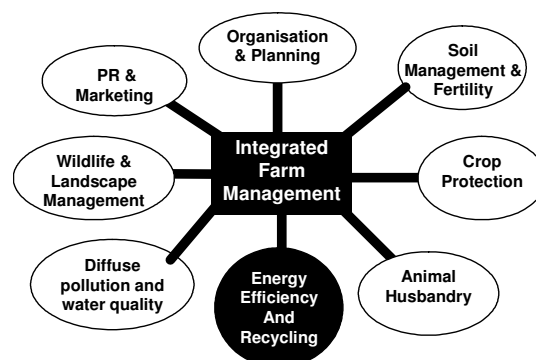 Organisation
& Planning
PR &
Marketing
Soil
Management &
Fertility
Integrated
Farm
Management
Wildlife &
Landscape
Management
Crop
Protection
Diffuse
pollution and
water quality
Energy
Efficiency
And
Recycling
Animal
Husbandry